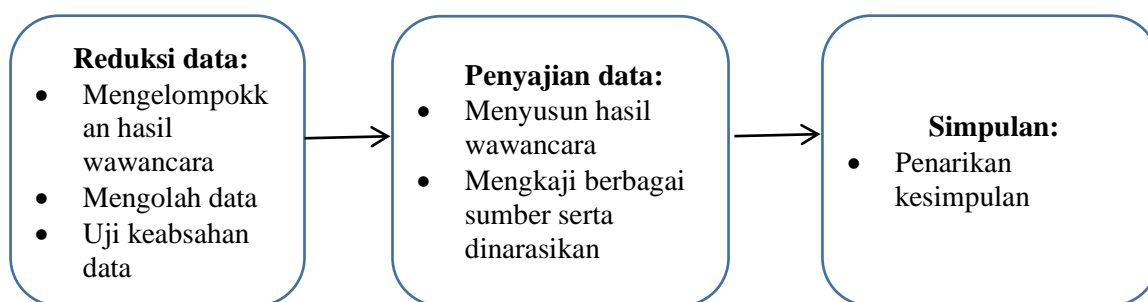 Reduksi data:
• Mengelompokk
an hasil
wawancara
• Mengolah data
• Uji keabsahan
data
Penyajian data:
• Menyusun hasil
wawancara
• Mengkaji berbagai
sumber serta
dinarasikan
Simpulan:
• Penarikan
kesimpulan